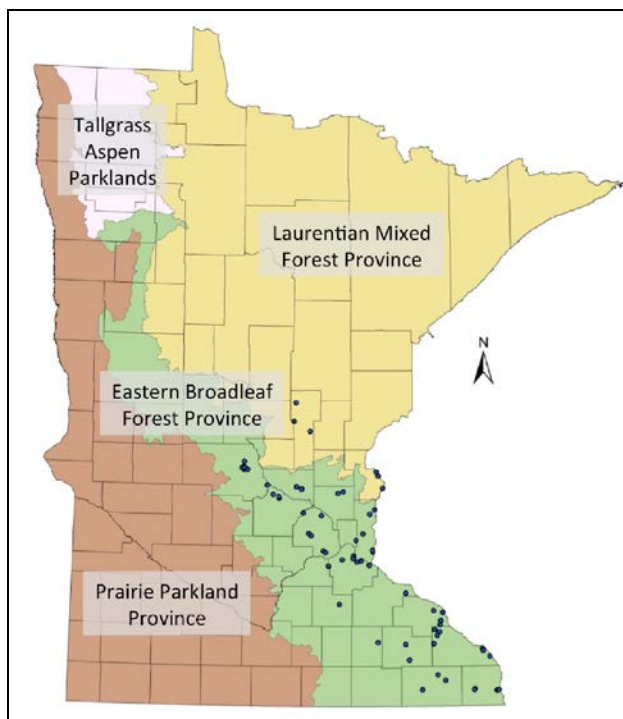 Tallgrass
Aspen
Parklands
Laurentian Mixed
Forest Province
N
Eastern Broadleaf
Forest Province
Prairie Parkland
Province